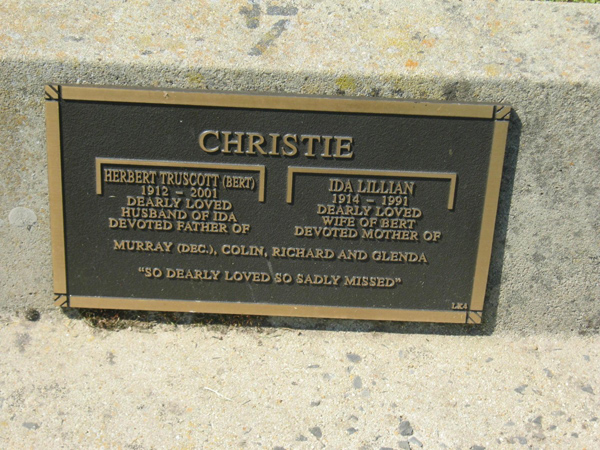 CHRISTIE
HERBERT TRUSCOTT (BERT)
1912 - 2001
DEARLY LOVED
HUSBAND OF IDA
DEVOTED FATHER OF
IDA LILLIAN
1914 - 1991
DEARLY LOVED
WIFE OF BERT
DEVOTED MOTHER OF
MURRAY (DEC.), COLIN, RICHARD AND GLENDA
"SO DEARLY LOVED SO SADLY MISSED"